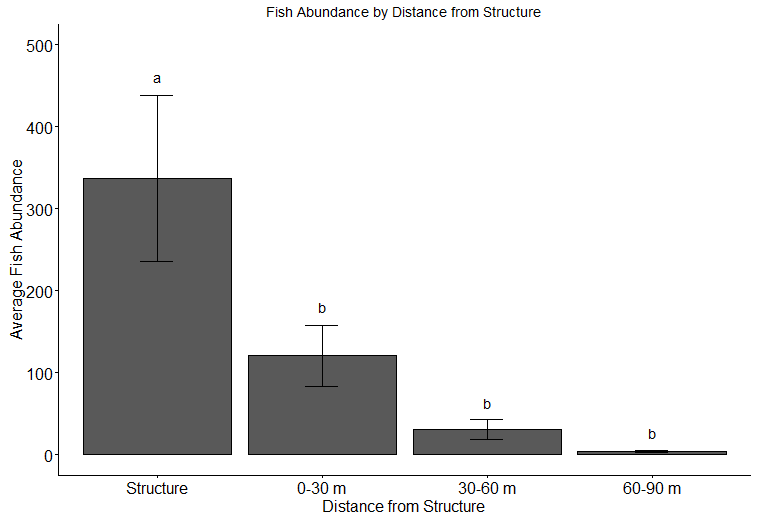 Fish Abundance by Distance from Structure
500
400
300
200
100
0
Average Fish Abundance
a
b
b
b
Structure
0-30 m
30-60 m
60-90 m
Distance from Structure